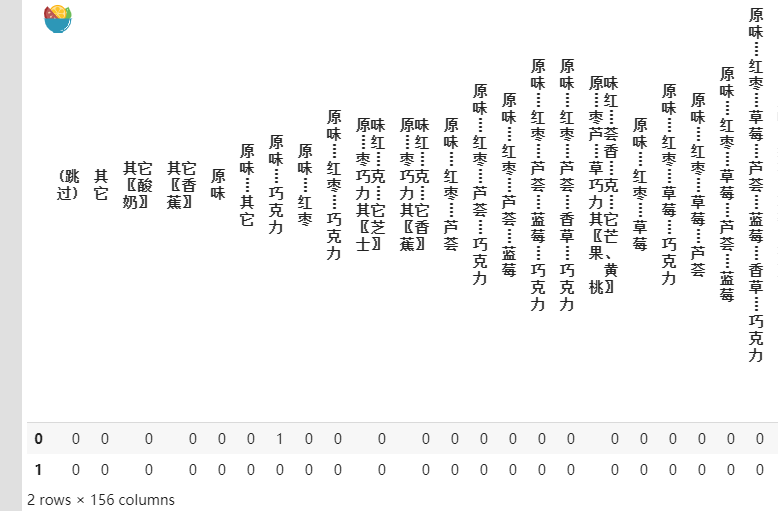 (跳过)
其它
其它〖酸奶〗
其它〖香蕉〗
原味
原味┋其它
原味┋巧克力
原味┋红枣
原味┋红枣┋巧克力
原味┋红枣┋巧克力┋其它〖芝士〗
原味┋红枣┋巧克力┋其它〖香蕉〗
原味┋红枣┋芦荟
原味┋红枣┋芦荟┋巧克力
原味┋红枣┋芦荟┋蓝莓
原味┋红枣┋芦荟┋蓝莓┋巧克力
原味┋红枣┋芦荟┋香草┋巧克力
原味┋红枣┋芦荟┋香草┋巧克力┋其它〖芒果、黄桃〗
原味┋红枣┋草莓
原味┋红枣┋草莓┋巧克力
原味┋红枣┋草莓┋芦荟
原味┋红枣┋草莓┋芦荟┋蓝莓
原味┋红枣┋草莓┋芦荟┋蓝莓┋香草┋巧克力
0 0 0 0 0 0 0 1 0 0 0 0 0 0 0 0 0 0 0 0 0 0 0
1 0 0 0 0 0 0 0 0 0 0 0 0 0 0 0 0 0 0 0 0 0 0
2 rows × 156 columns